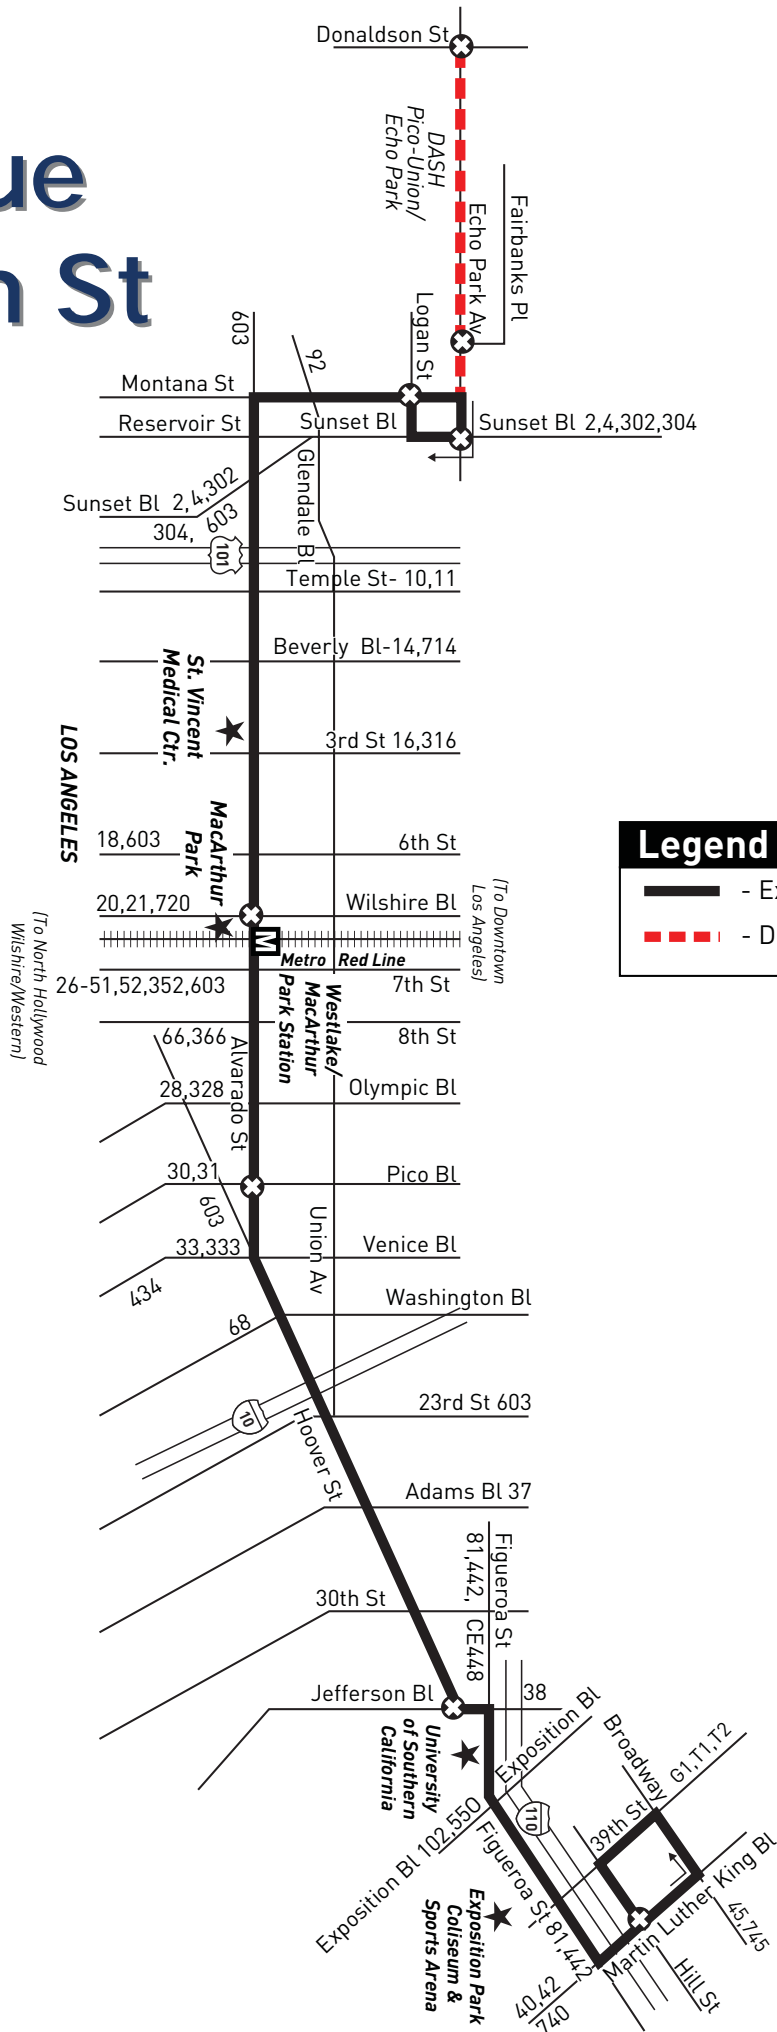 Donaldson St
DASH
Pico-Union/
Echo Park
Echo Park Av
Fairbanks Pl
ue
n St
603
92
Logan St
Montana St
Reservoir St
Sunset Bl
Sunset Bl 2,4,302,304
Glendale Bl
Sunset Bl 2,4,302
304, 603
101
Temple St- 10,11
Beverly Bl-14,714
St. Vincent
Medical Ctr.
3rd St 16,316
LOS ANGELES
MacArthur
Park
18,603
6th St
Legend
- Ex
- D
20,21,720
Wilshire Bl
(To Downtown
Los Angeles)
M
Metro Red Line
(To North Hollywood
Wilshire/Western)
26-51,52,352,603
7th St
Westlake/
MacArthur
Park Station
66,366
8th St
Alvarado St
28,328
Olympic Bl
30,31
Pico Bl
603
Union Av
33,333
Venice Bl
434
Washington Bl
68
10
23rd St 603
Hoover St
Adams Bl 37
Figueroa St
81,442, CE448
30th St
Jefferson Bl
38
University
of Southern
California
Exposition Bl
Broadway
G1,T1,T2
110
39th St
Exposition Bl 102,550
Figueroa St 81,442
Martin Luther King Bl
45,745
Exposition Park
Coliseum &
Sports Arena
Hill St
40,42
740